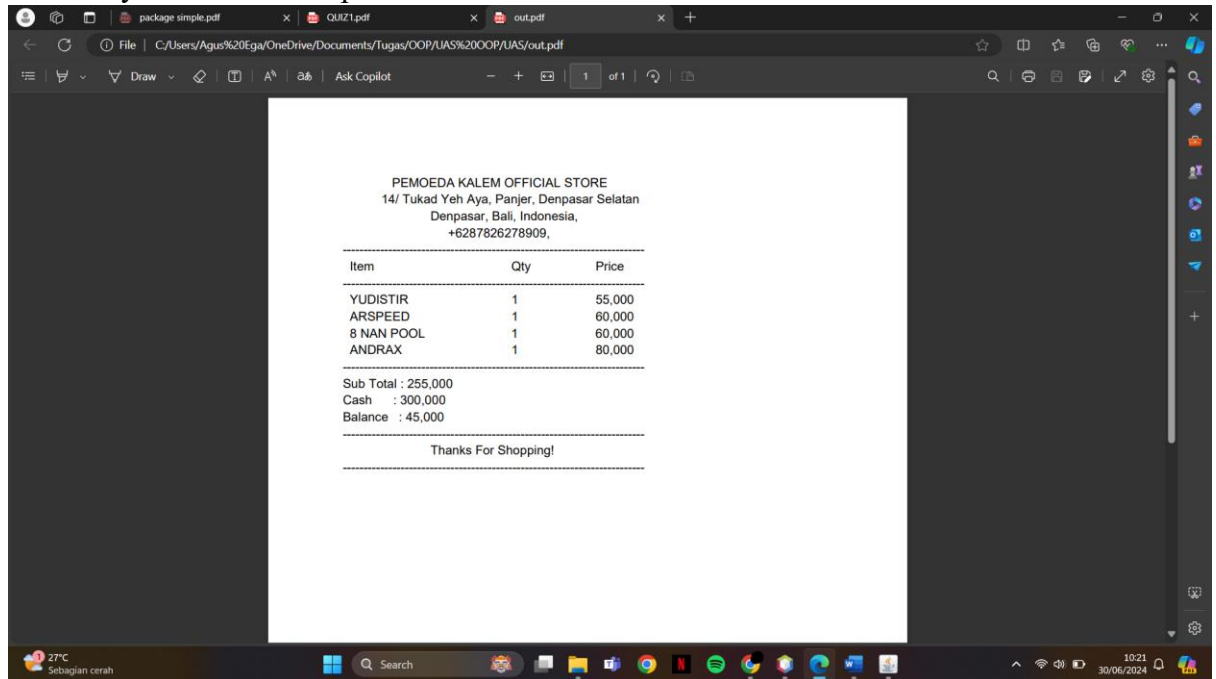 package simple.pdf
QUIZ1.pdf
out.pdf
File | C:/Users/Agus%20Ega/OneDrive/Documents/Tugas/OOP/UAS%20OOP/UAS/out.pdf
Draw
Ask Copilot
1 of 1
PEMOEDA KALEM OFFICIAL STORE
14/ Tukad Yeh Aya, Panjer, Denpasar Selatan
Denpasar, Bali, Indonesia,
+6287826278909,
Item Qty Price
YUDISTIR 1 55,000
ARSPEED 1 60,000
8 NAN POOL 1 60,000
ANDRAX 1 80,000
Sub Total : 255,000
Cash : 300,000
Balance : 45,000
Thanks For Shopping!
27°C
Sebagian cerah
Search
10:21
30/06/2024